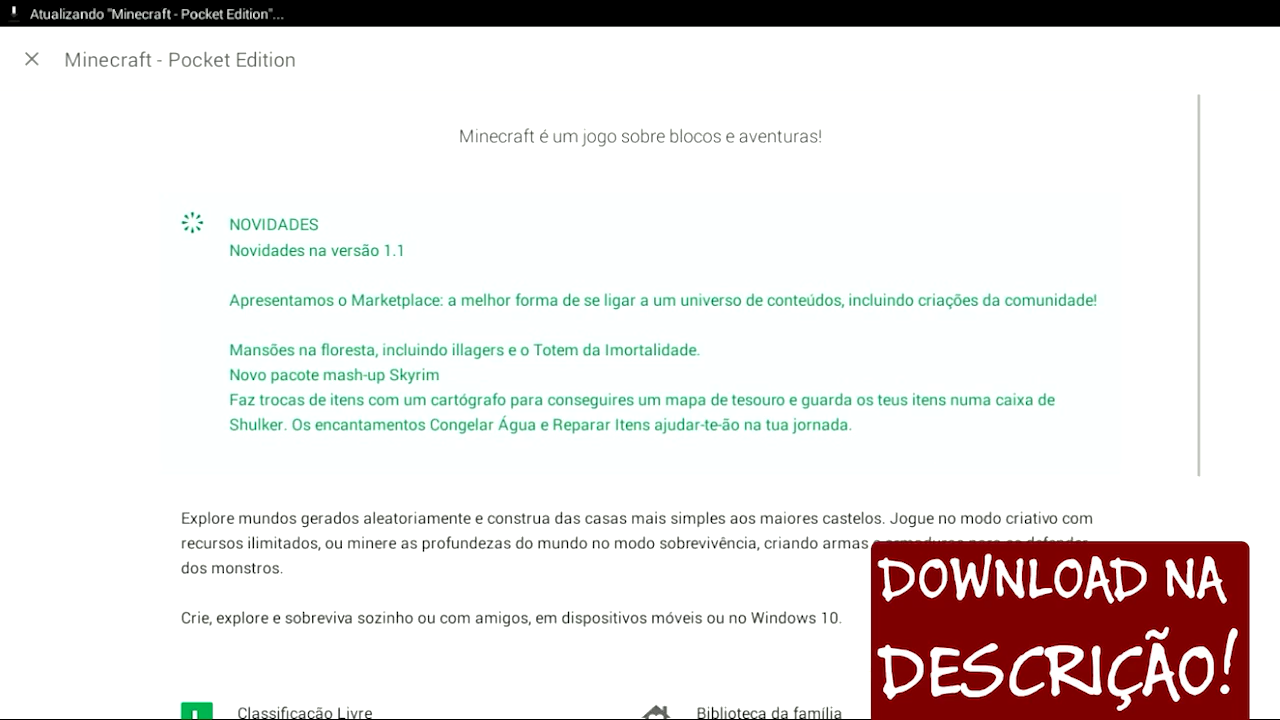 Atualizando "Minecraft - Pocket Edition"...
Minecraft - Pocket Edition
Minecraft é um jogo sobre blocos e aventuras!
NOVIDADES
Novidades na versão 1.1
Apresentamos o Marketplace: a melhor forma de se ligar a um universo de conteúdos, incluindo criações da comunidade!
Mansões na floresta, incluindo illagers e o Totem da Imortalidade.
Novo pacote mash-up Skyrim
Faz trocas de itens com um cartógrafo para conseguires um mapa de tesouro e guarda os teus itens numa caixa de
Shulker. Os encantamentos Congelar Água e Reparar Itens ajudar-te-ão na tua jornada.
Explore mundos gerados aleatoriamente e construa das casas mais simples aos maiores castelos. Jogue no modo criativo com
recursos ilimitados, ou minere as profundezas do mundo no modo sobrevivência, criando armas
dos monstros.
Crie, explore e sobreviva sozinho ou com amigos, em dispositivos móveis ou no Windows 10.
DOWNLOAD NA
DESCRIÇÃO!
L Classificação Livre
Biblioteca da família